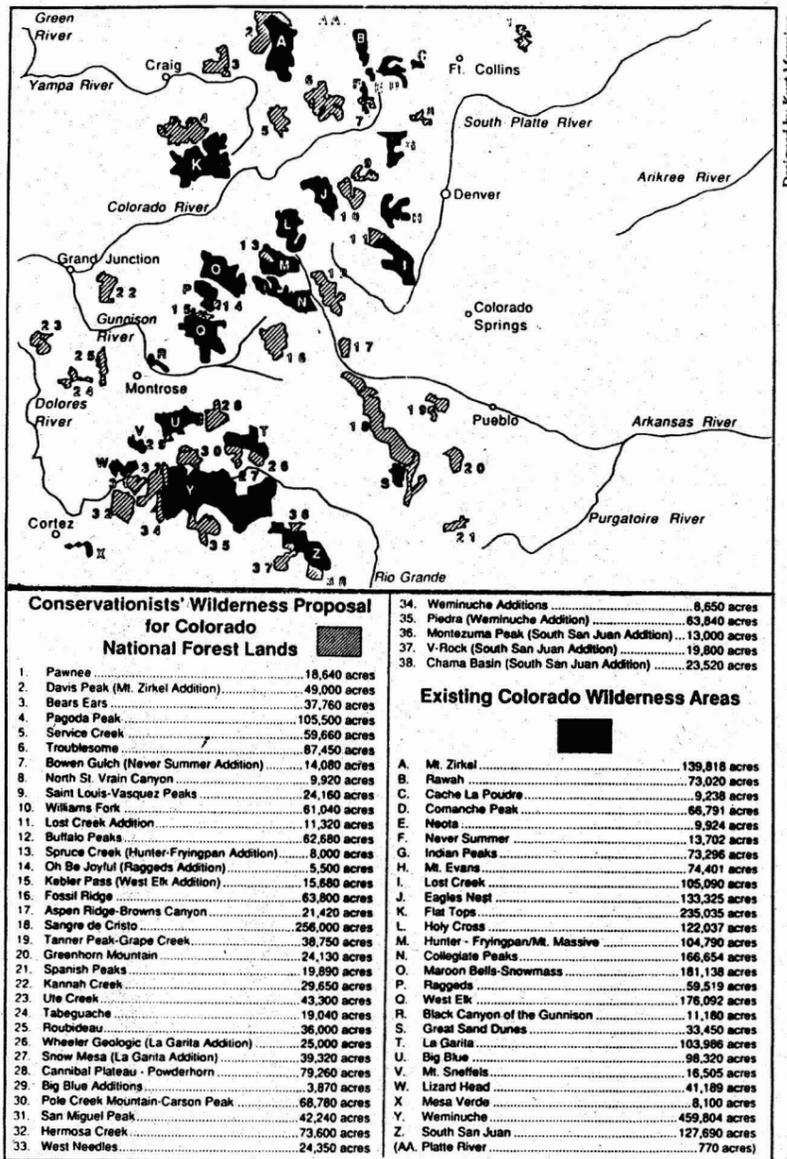 Green
River
Craig
Yampa River
Ft. Collins
South Platte River
Arikree River
Denver
Colorado River
Grand Junction
Gunnison
River
Colorado
Springs
Montrose
Dolores
River
Pueblo
Arkansas River
Purgatoire River
Cortez
Rio Grande
Conservationists' Wilderness Proposal
for Colorado
National Forest Lands
1. Pawnee 18,640 acres
2. Davis Peak (Mt. Zirkel Addition) 49,000 acres
3. Bears Ears 37,760 acres
4. Pagoda Peak 105,500 acres
5. Service Creek 59,660 acres
6. Troublesome 87,450 acres
7. Bowen Gulch (Never Summer Addition) 14,080 acres
8. North St. Vrain Canyon 9,920 acres
9. Saint Louis-Vasquez Peaks 24,160 acres
10. Williams Fork 61,040 acres
11. Lost Creek Addition 11,320 acres
12. Buffalo Peaks 62,680 acres
13. Spruce Creek (Hunter-Fryingpan Addition) 8,000 acres
14. Oh Be Joyful (Raggeds Addition) 5,500 acres
15. Kebler Pass (West Elk Addition) 15,680 acres
16. Fossil Ridge 63,800 acres
17. Aspen Ridge-Browns Canyon 21,420 acres
18. Sangre de Cristo 256,000 acres
19. Tanner Peak-Grape Creek 38,750 acres
20. Greenhorn Mountain 24,130 acres
21. Spanish Peaks 19,890 acres
22. Kannah Creek 29,650 acres
23. Ute Creek 43,300 acres
24. Tabeguache 19,040 acres
25. Roubideau 36,000 acres
26. Wheeler Geologic (La Garita Addition) 25,000 acres
27. Snow Mesa (La Garita Addition) 39,320 acres
28. Cannibal Plateau - Powderhorn 79,260 acres
29. Big Blue Additions 3,870 acres
30. Pole Creek Mountain-Carson Peak 68,780 acres
31. San Miguel Peak 42,240 acres
32. Hermosa Creek 73,600 acres
33. West Needles 24,350 acres
34. Weminuche Additions 8,650 acres
35. Piedra (Weminuche Addition) 63,840 acres
36. Montezuma Peak (South San Juan Addition) 13,000 acres
37. V-Rock (South San Juan Addition) 19,800 acres
38. Chama Basin (South San Juan Addition) 23,520 acres
Existing Colorado Wilderness Areas
A. Mt. Zirkel 139,818 acres
B. Rawah 73,020 acres
C. Cache La Poudre 9,238 acres
D. Comanche Peak 66,791 acres
E. Neota 9,924 acres
F. Never Summer 13,702 acres
G. Indian Peaks 73,296 acres
H. Mt. Evans 74,401 acres
I. Lost Creek 105,090 acres
J. Eagles Nest 133,325 acres
K. Flat Tops 235,035 acres
L. Holy Cross 122,037 acres
M. Hunter - Fryingpan/Mt. Massive 104,790 acres
N. Collegiate Peaks 166,654 acres
O. Maroon Bells-Snowmass 181,138 acres
P. Raggeds 59,519 acres
Q. West Elk 176,092 acres
R. Black Canyon of the Gunnison 11,180 acres
S. Great Sand Dunes 33,450 acres
T. La Garita 103,986 acres
U. Big Blue 98,320 acres
V. Mt. Sneffels 16,505 acres
W. Lizard Head 41,189 acres
X Mesa Verde 8,100 acres
Y. Weminuche 459,804 acres
Z. South San Juan 127,690 acres
(AA. Platte River 770 acres)